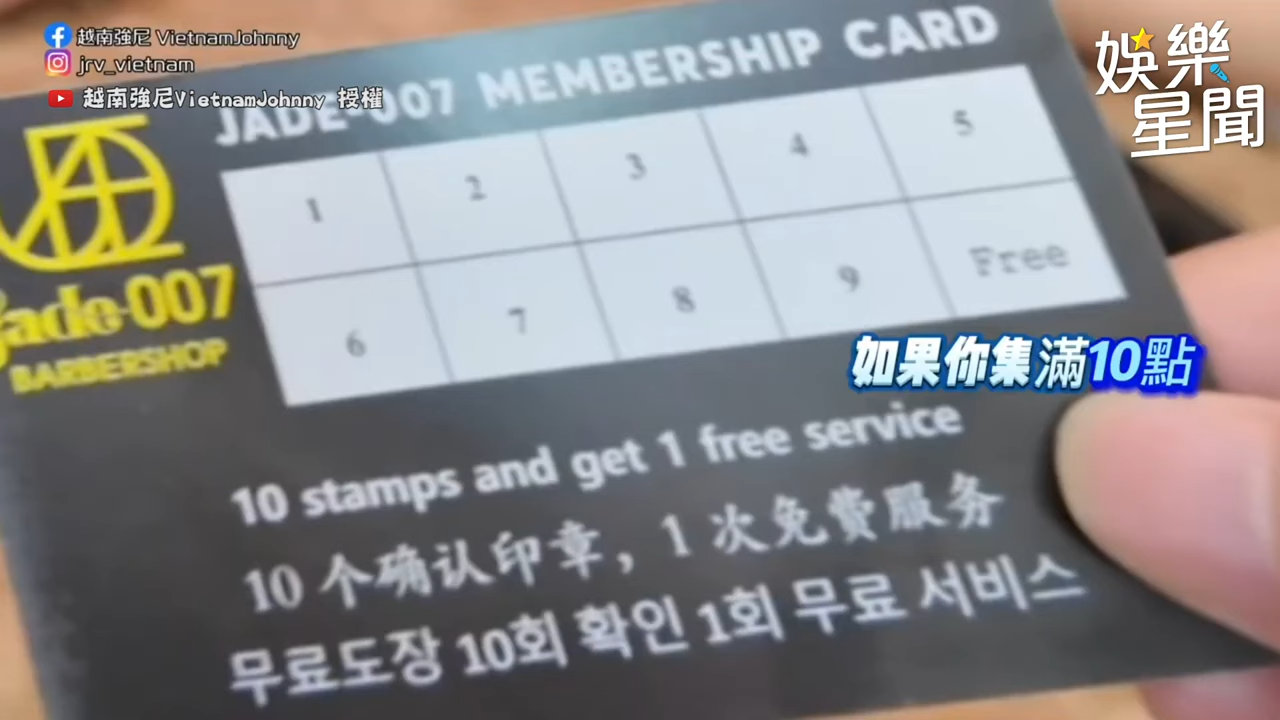 越南強尼 VietnamJohnny
jrv_vietnam
越南強尼VietnamJohnny 授權
娛樂
星聞
JADE-007 MEMBERSHIP CARD
1 2 3 4 5
6 7 8 9 Free
Jade-007
BARBERSHOP
如果你集滿10點
10 stamps and get 1 free service
10 个确认印章，1 次免费服务
무료도장 10회 확인 1회 무료 서비스